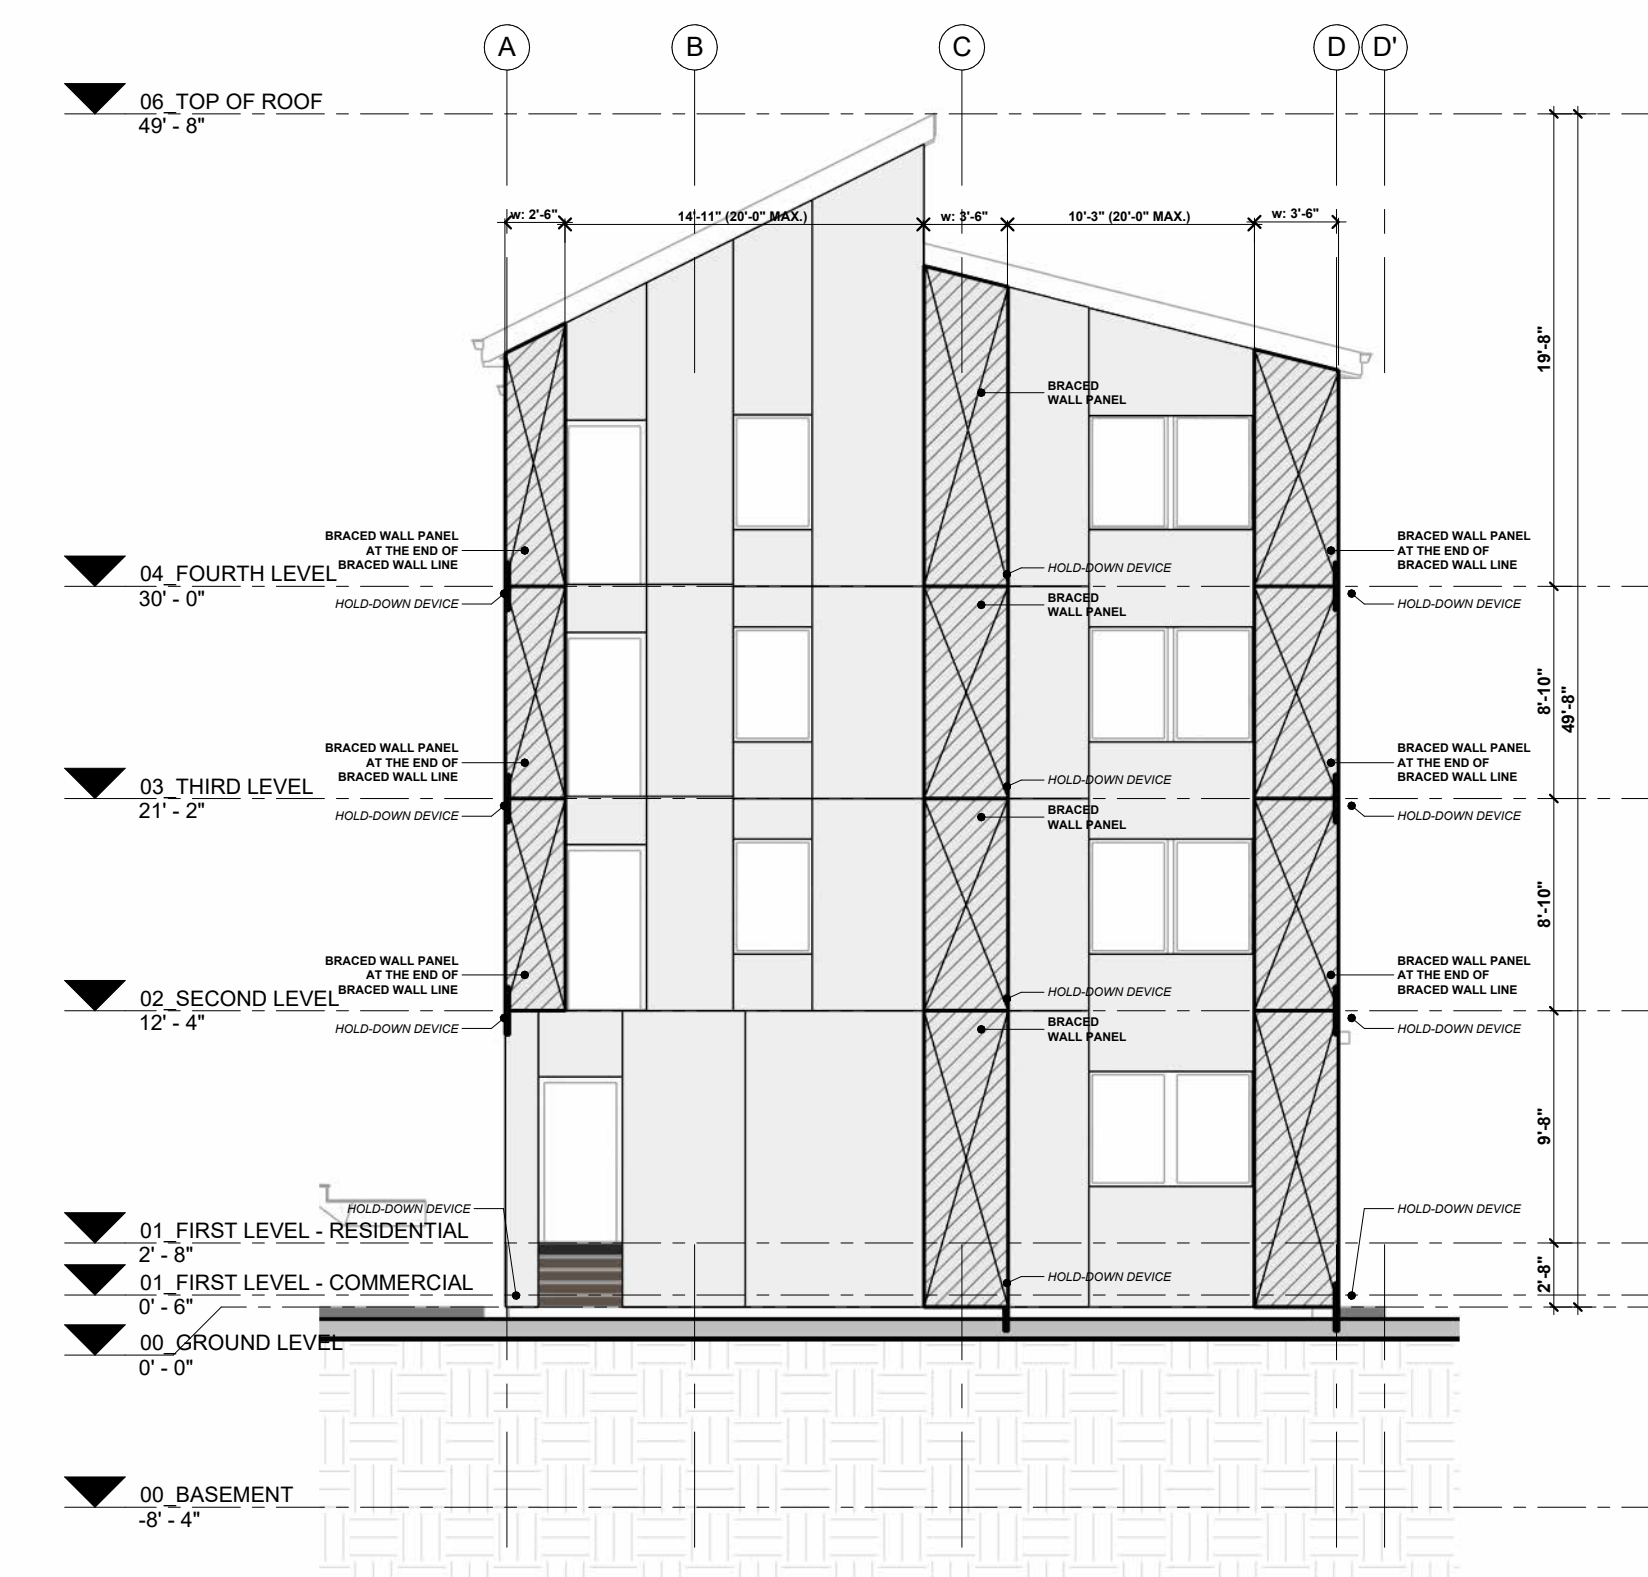 A
B
C
D
D'
06_TOP OF ROOF
49' - 8"
w: 2'-6"
14'-11" (20'-0" MAX.)
w: 3'-6"
10'-3" (20'-0" MAX.)
w: 3'-6"
19'-8"
BRACED
WALL PANEL
BRACED WALL PANEL
AT THE END OF
BRACED WALL LINE
BRACED WALL PANEL
AT THE END OF
BRACED WALL LINE
04_FOURTH LEVEL
30' - 0"
HOLD-DOWN DEVICE
HOLD-DOWN DEVICE
BRACED
WALL PANEL
HOLD-DOWN DEVICE
8'-10"
49'-8"
BRACED WALL PANEL
AT THE END OF
BRACED WALL LINE
BRACED WALL PANEL
AT THE END OF
BRACED WALL LINE
03_THIRD LEVEL
21' - 2"
HOLD-DOWN DEVICE
HOLD-DOWN DEVICE
BRACED
WALL PANEL
HOLD-DOWN DEVICE
8'-10"
BRACED WALL PANEL
AT THE END OF
BRACED WALL LINE
BRACED WALL PANEL
AT THE END OF
BRACED WALL LINE
02_SECOND LEVEL
12' - 4"
HOLD-DOWN DEVICE
HOLD-DOWN DEVICE
BRACED
WALL PANEL
HOLD-DOWN DEVICE
9'-8"
HOLD-DOWN DEVICE
HOLD-DOWN DEVICE
01_FIRST LEVEL - RESIDENTIAL
2' - 8"
HOLD-DOWN DEVICE
2'-8"
01_FIRST LEVEL - COMMERCIAL
0' - 6"
00_GROUND LEVEL
0' - 0"
00_BASEMENT
-8' - 4"